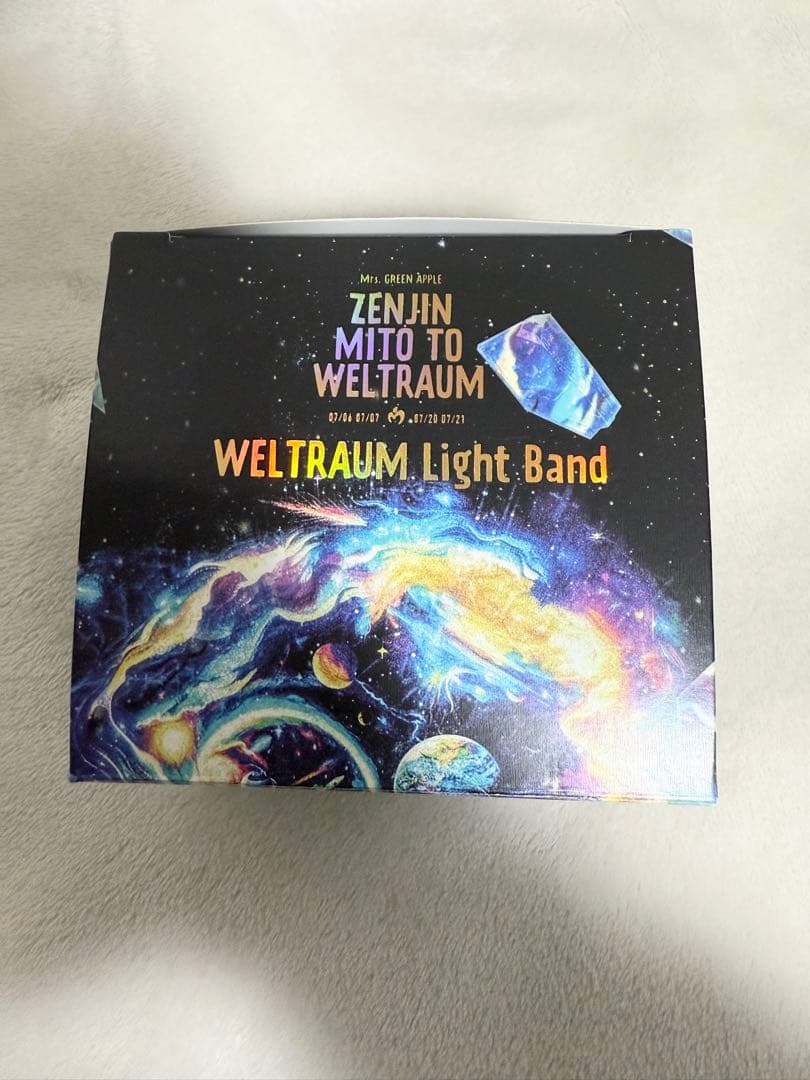 Mrs. GREEN APPLE
ZENJIN
MITO TO
WELTRAUM
07/06 07/07 07/20 07/21
WELTRAUM Light Band